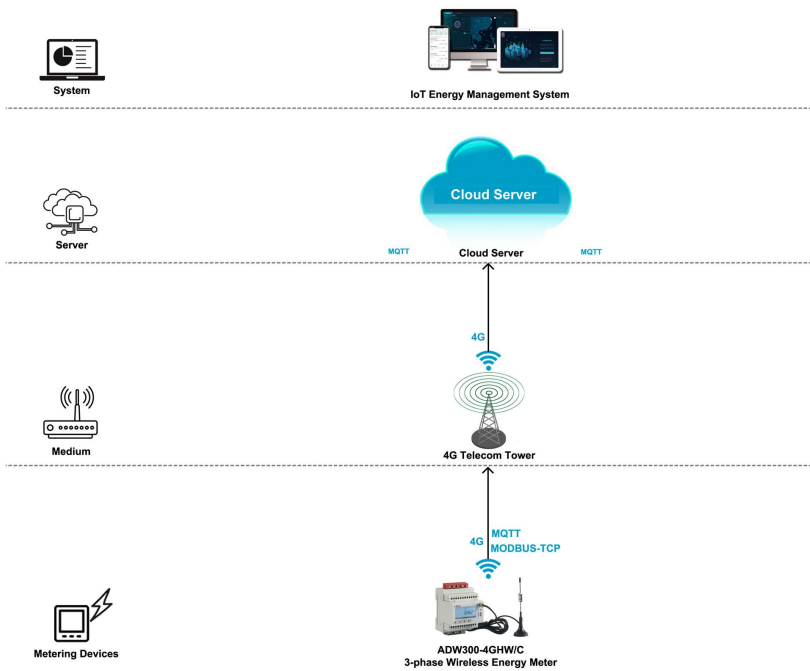 System
IoT Energy Management System
Cloud Server
Server
MQTT
Cloud Server
MQTT
4G
Medium
4G Telecom Tower
4G
MQTT
MODBUS-TCP
Metering Devices
ADW300-4GHW/C
3-phase Wireless Energy Meter